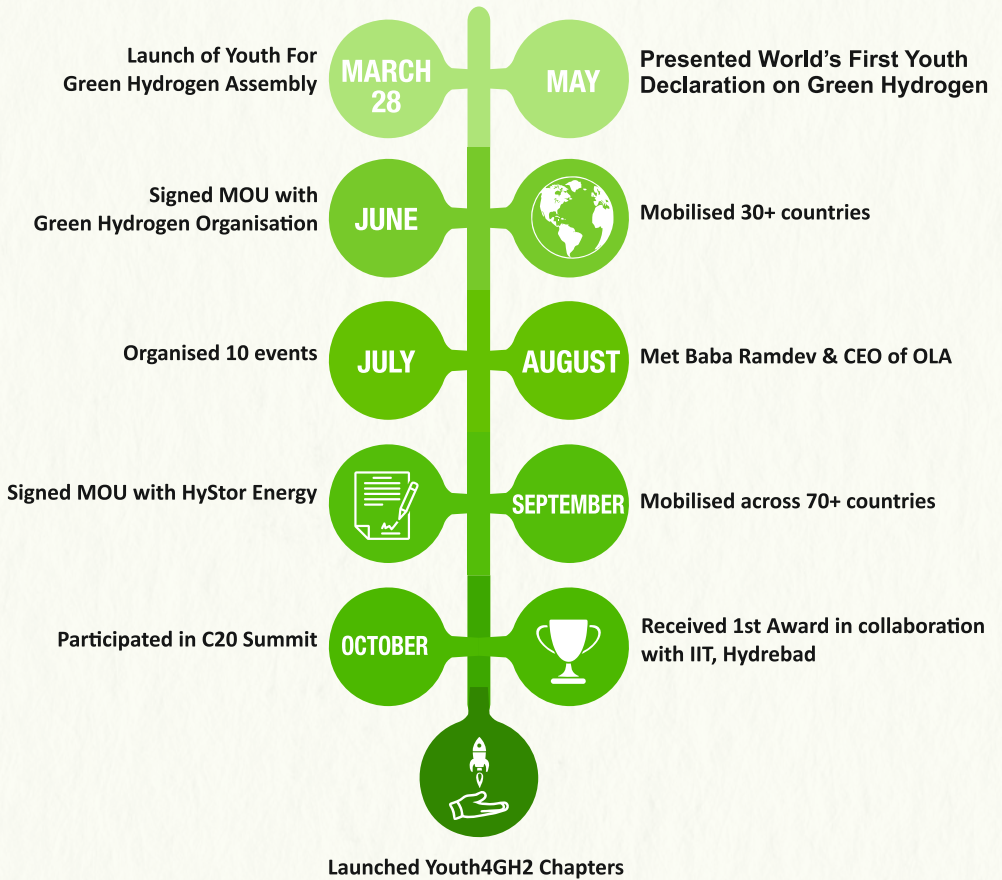 Launch of Youth For
Green Hydrogen Assembly
MARCH
28
MAY
Presented World's First Youth
Declaration on Green Hydrogen
Signed MOU with
Green Hydrogen Organisation
JUNE
Mobilised 30+ countries
Organised 10 events
JULY
AUGUST
Met Baba Ramdev & CEO of OLA
Signed MOU with HyStor Energy
SEPTEMBER
Mobilised across 70+ countries
Participated in C20 Summit
OCTOBER
Received 1st Award in collaboration
with IIT, Hydrebad
Launched Youth4GH2 Chapters